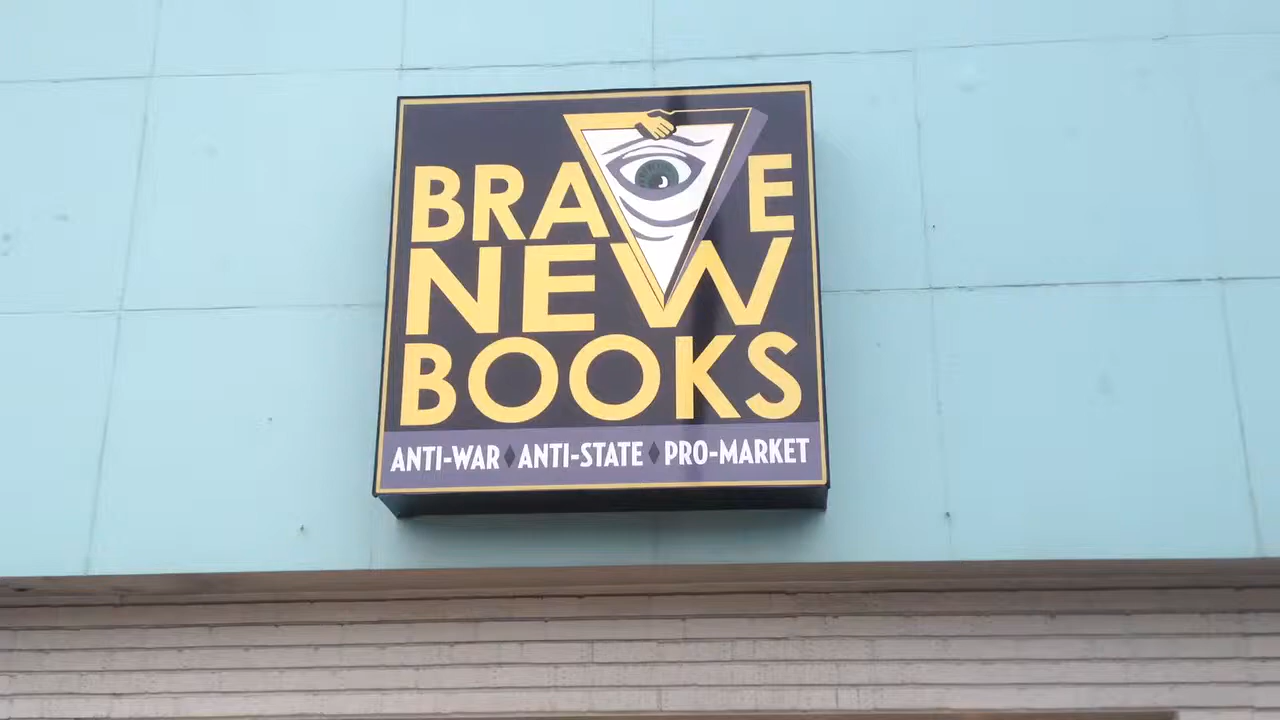 BRAVE
NEW
BOOKS
ANTI-WAR ♦ ANTI-STATE ♦ PRO-MARKET